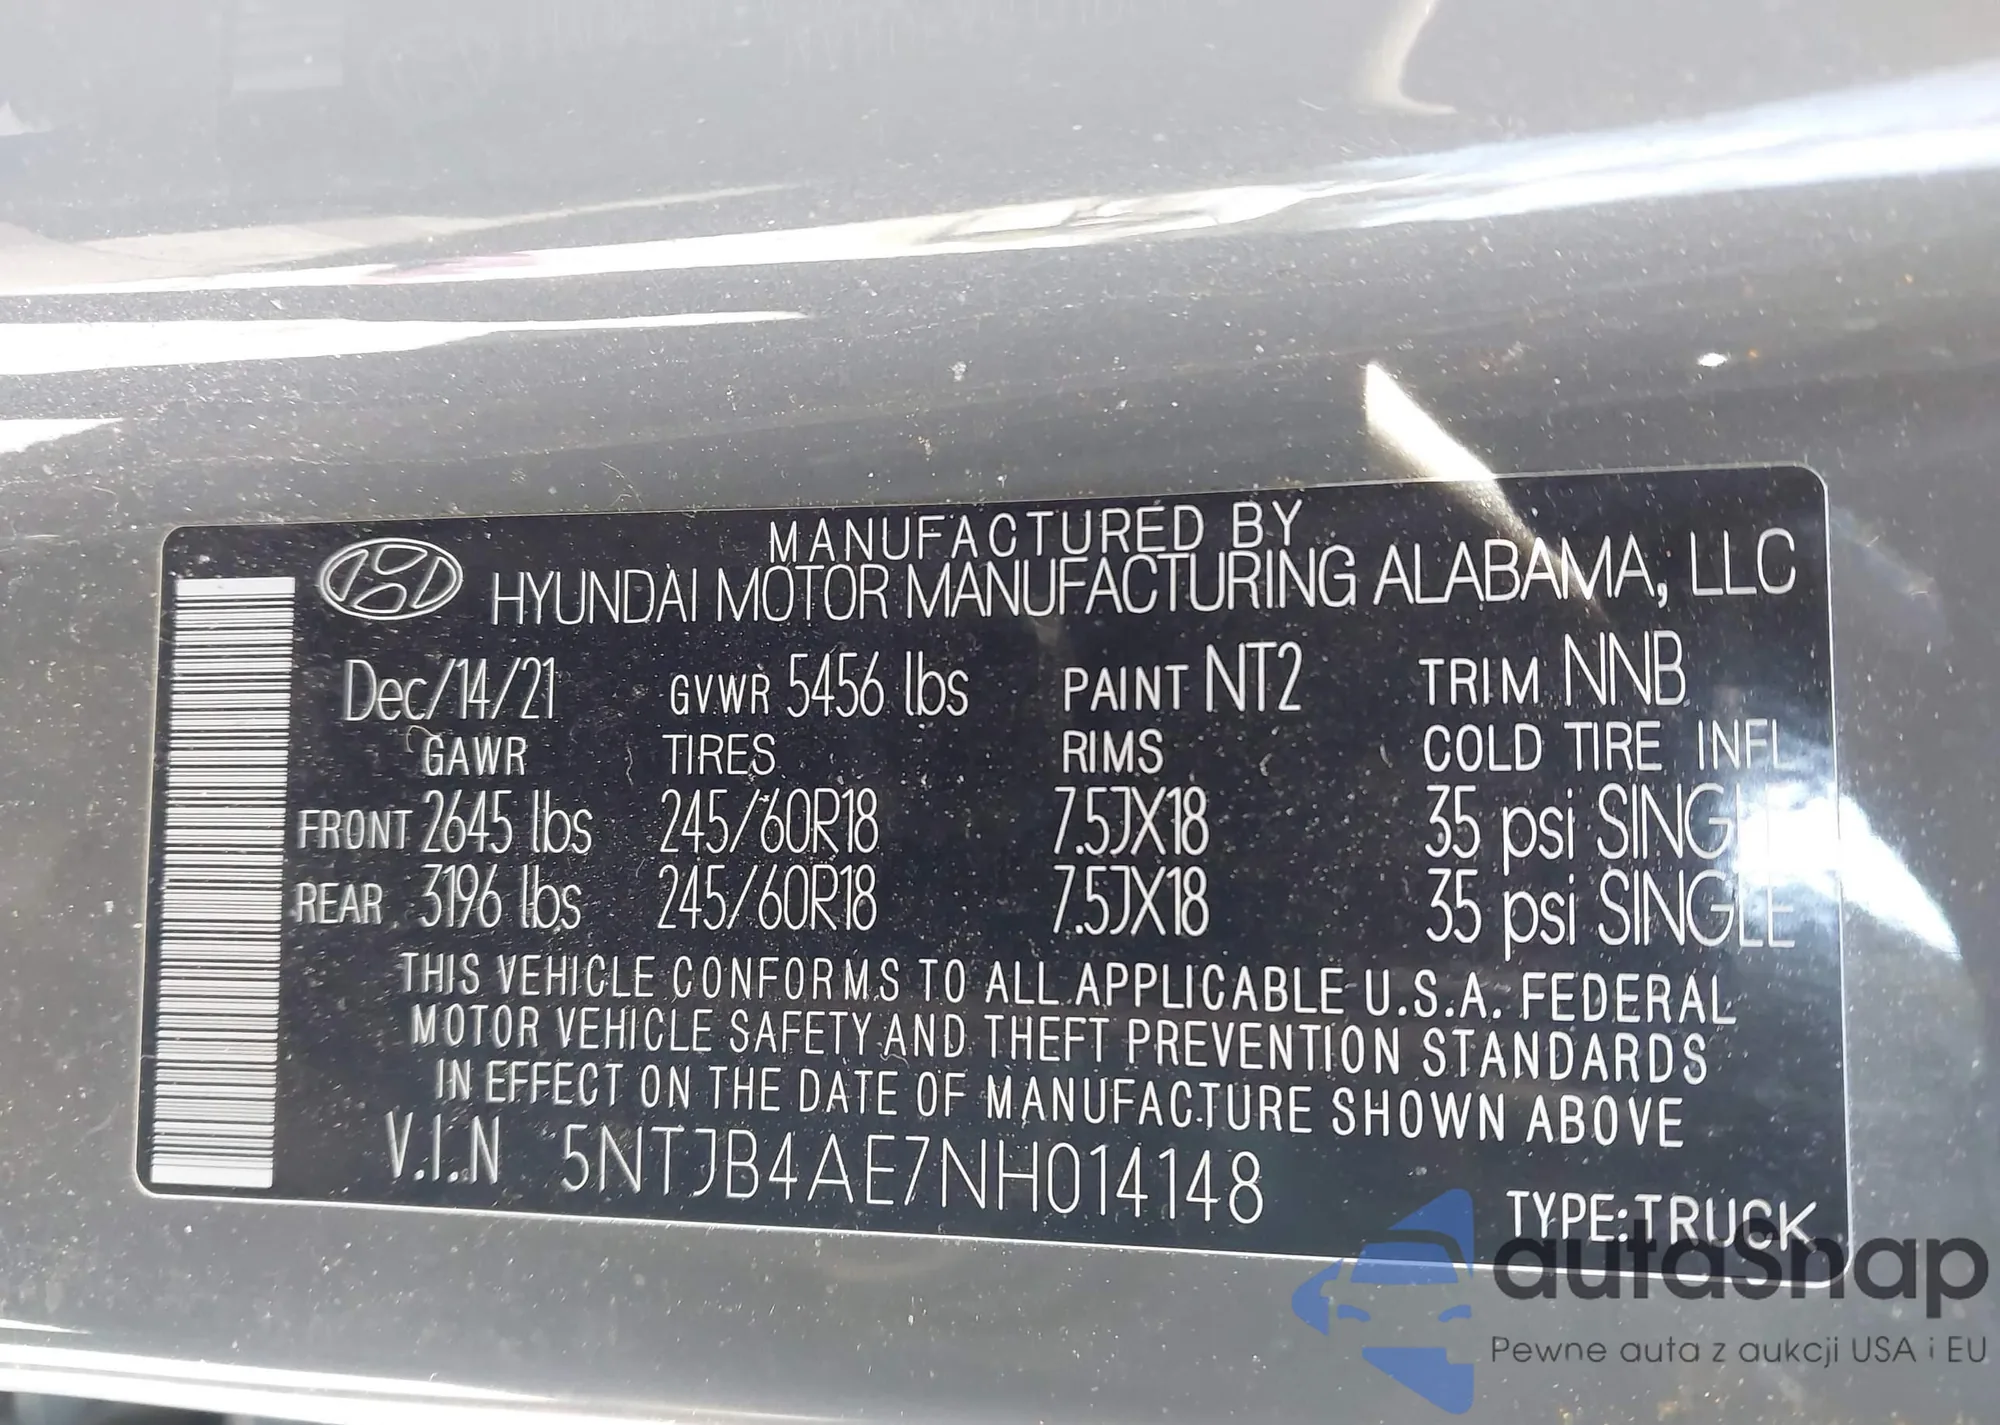 MANUFACTURED BY
HYUNDAI MOTOR MANUFACTURING ALABAMA, LLC
Dec/14/21 GVWR 5456 lbs PAINT NT2 TRIM NNB
GAWR TIRES RIMS COLD TIRE INFL
FRONT 2645 lbs 245/60R18 7.5JX18 35 psi SINGLE
REAR 3196 lbs 245/60R18 7.5JX18 35 psi SINGLE
THIS VEHICLE CONFORMS TO ALL APPLICABLE U.S.A. FEDERAL
MOTOR VEHICLE SAFETY AND THEFT PREVENTION STANDARDS
IN EFFECT ON THE DATE OF MANUFACTURE SHOWN ABOVE
V.I.N 5NTJB4AE7NH014148
TYPE:TRUCK
autasnap
Pewne auta z aukcji USA i EU